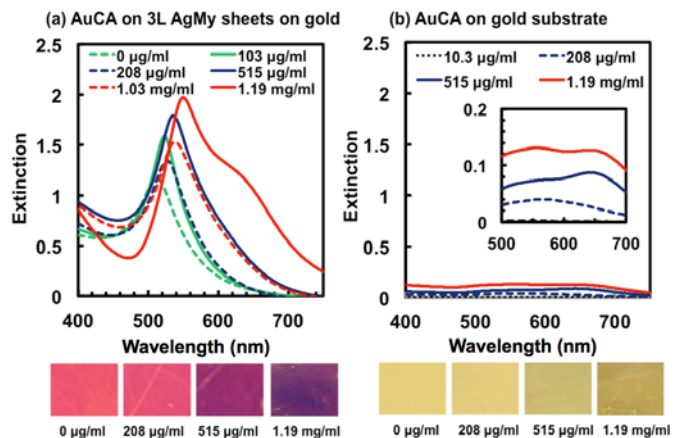 (a) AuCA on 3L AgMy sheets on gold
2.5
2
1.5
1
0.5
0
Extinction
0 µg/ml
103 µg/ml
208 µg/ml
515 µg/ml
1.03 mg/ml
1.19 mg/ml
400
500
600
700
Wavelength (nm)
0 µg/ml
208 µg/ml
515 µg/ml
1.19 mg/ml
(b) AuCA on gold substrate
2.5
2
1.5
1
0.5
0
Extinction
10.3 µg/ml
208 µg/ml
515 µg/ml
1.19 mg/ml
0.2
0.1
0
500
600
700
400
500
600
700
Wavelength (nm)
0 µg/ml
208 µg/ml
515 µg/ml
1.19 mg/ml